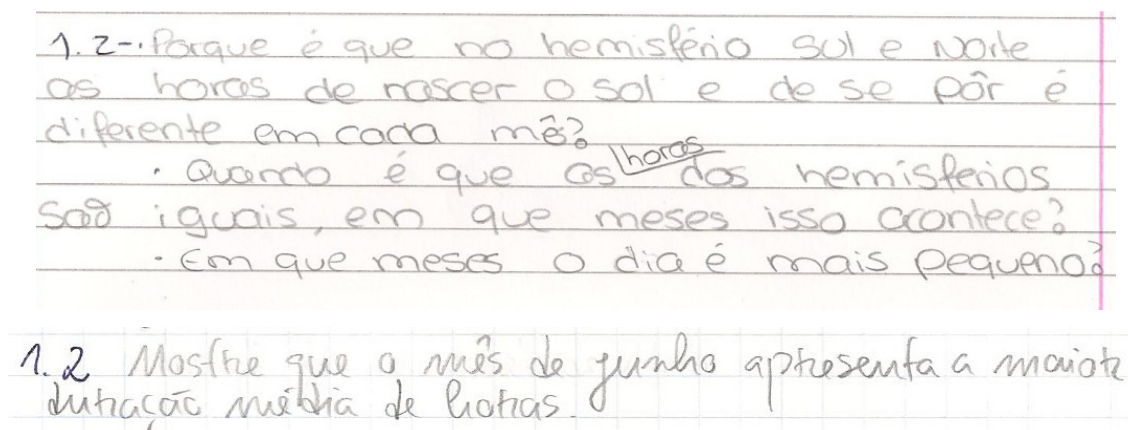 1.2-· Porque é que no hemisfério sul e Norte
as horas de nascer o sol e de se pôr é
diferente em cada mês?
· Quando é que as horas dos hemisferios
são iguais, em que meses isso acontece?
· Em que meses o dia é mais pequeno?
1.2 Mostre que o mês de junho apresenta a maior
duração média de horas.